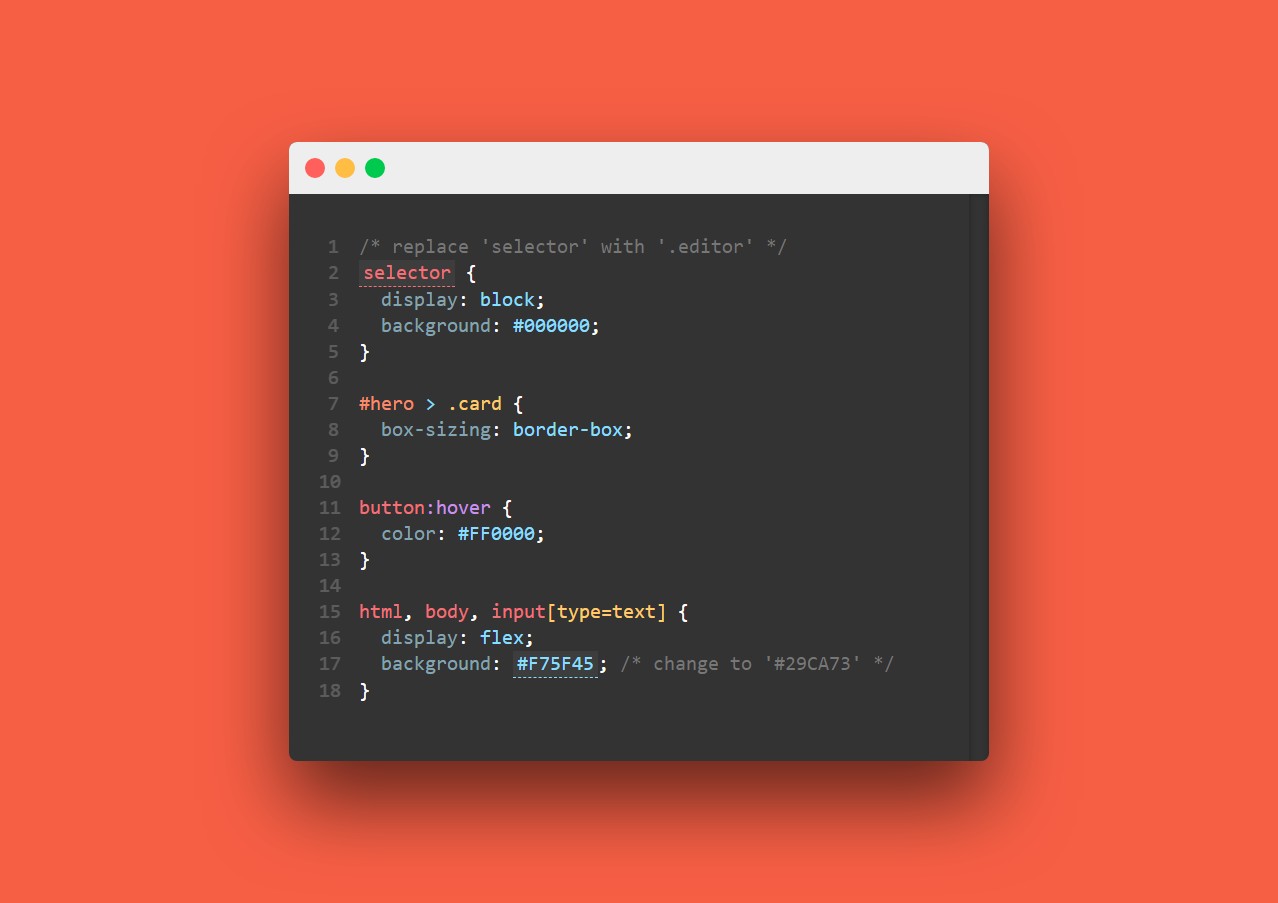 1 /* replace 'selector' with '.editor' */
2 selector {
3   display: block;
4   background: #000000;
5 }
6
7 #hero > .card {
8   box-sizing: border-box;
9 }
10
11 button:hover {
12   color: #FF0000;
13 }
14
15 html, body, input[type=text] {
16   display: flex;
17   background: #F75F45; /* change to '#29CA73' */
18 }